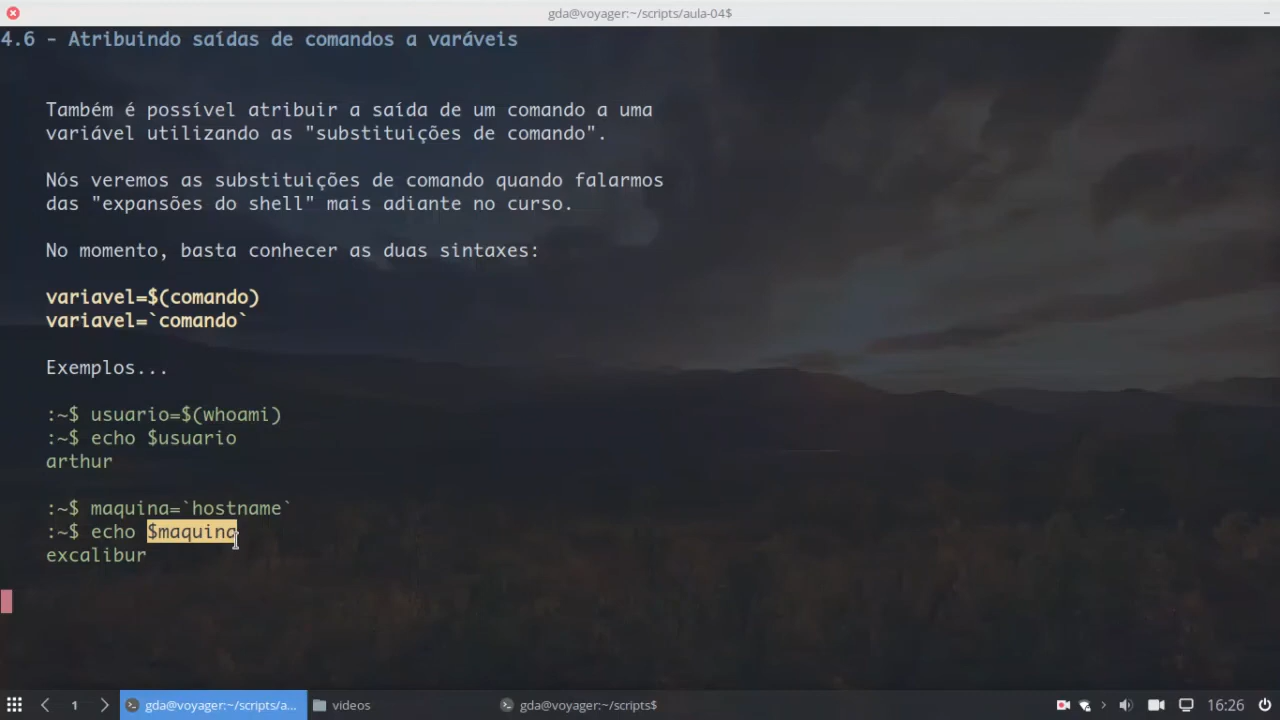 gda@voyager:~/scripts/aula-04$
4.6 - Atribuindo saídas de comandos a varáveis
Também é possível atribuir a saída de um comando a uma
variável utilizando as "substituições de comando".
Nós veremos as substituições de comando quando falarmos
das "expansões do shell" mais adiante no curso.
No momento, basta conhecer as duas sintaxes:
variavel=$(comando)
variavel=`comando`
Exemplos...
:~$ usuario=$(whoami)
:~$ echo $usuario
arthur
:~$ maquina=`hostname`
:~$ echo $maquina
excalibur
1
gda@voyager:~/scripts/a...
videos
gda@voyager:~/scripts$
16:26